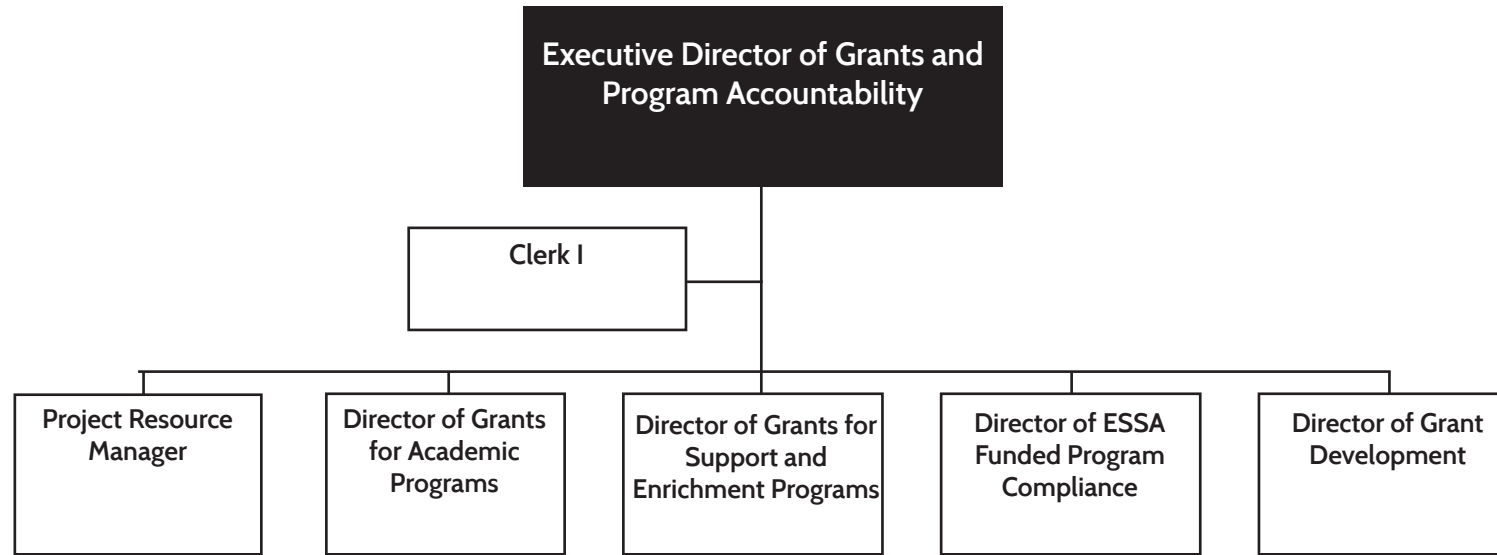 Executive Director of Grants and
Program Accountability
Clerk I
Project Resource
Manager
Director of Grants
for Academic
Programs
Director of Grants for
Support and
Enrichment Programs
Director of ESSA
Funded Program
Compliance
Director of Grant
Development